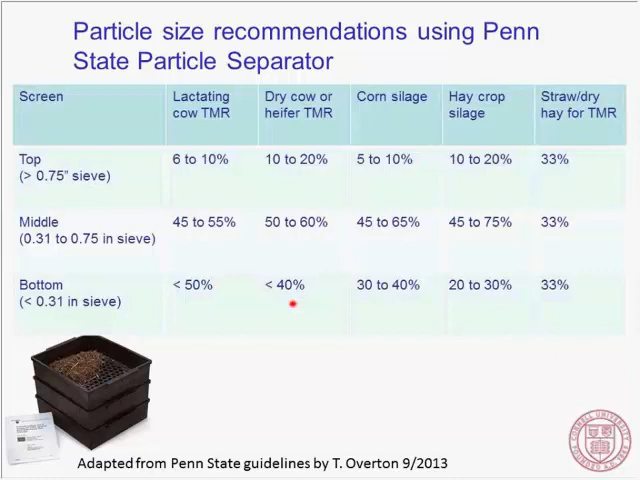 Particle size recommendations using Penn
State Particle Separator
Screen
Lactating
cow TMR
Dry cow or
heifer TMR
Corn silage
Hay crop
silage
Straw/dry
hay for TMR
Top
(> 0.75" sieve)
6 to 10%
10 to 20%
5 to 10%
10 to 20%
33%
Middle
(0.31 to 0.75 in sieve)
45 to 55%
50 to 60%
45 to 65%
45 to 75%
33%
Bottom
(< 0.31 in sieve)
< 50%
< 40%
30 to 40%
20 to 30%
33%
Adapted from Penn State guidelines by T. Overton 9/2013
CORNELL UNIVERSITY
FOUNDED A.D. 1865